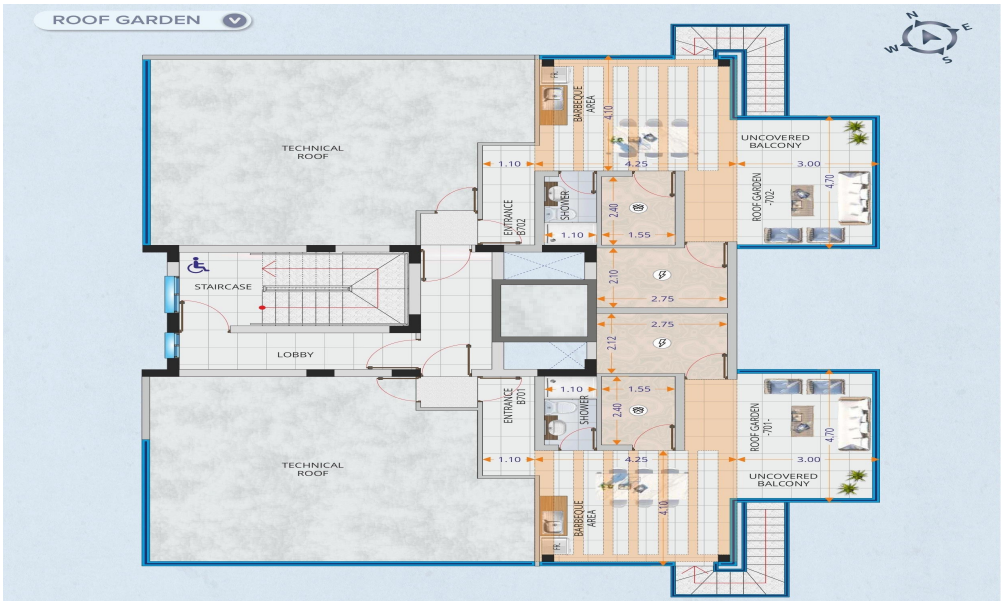 ROOF GARDEN
N
E
W
S
TECHNICAL
ROOF
FR.
BARBEQUE
AREA
4.10
UNCOVERED
BALCONY
1.10
4.25
3.00
ENTRANCE
B702
SHOWER
2.40
1.10
1.55
ROOF GARDEN
-702-
4.70
STAIRCASE
2.10
2.75
LOBBY
2.12
2.75
ENTRANCE
B701
1.10
SHOWER
2.40
1.55
ROOF GARDEN
-701-
4.70
1.10
4.25
3.00
TECHNICAL
ROOF
UNCOVERED
BALCONY
BARBEQUE
AREA
4.10
FR.